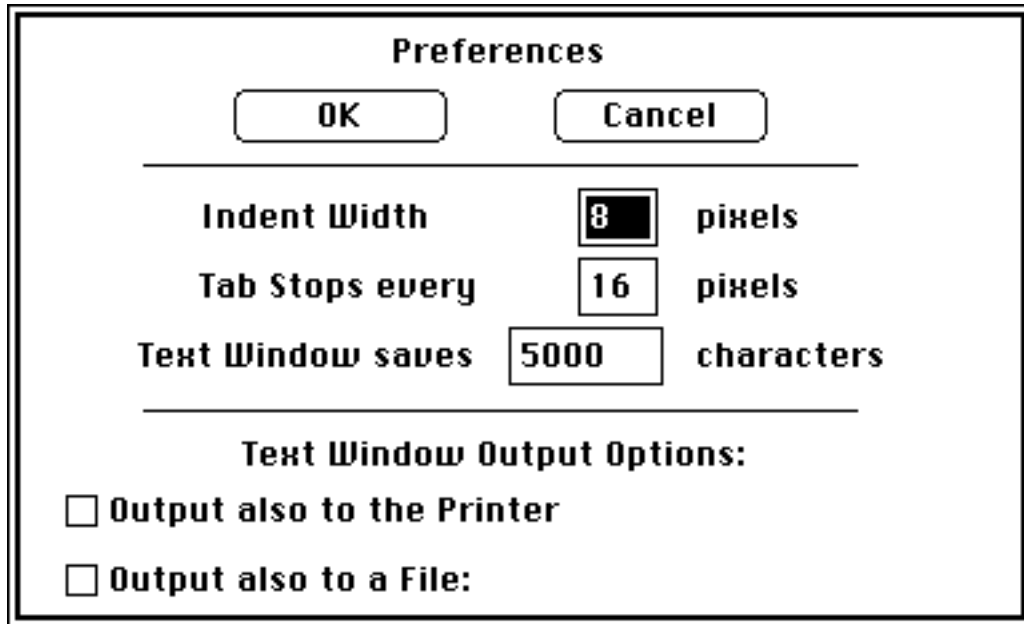 Preferences
OK Cancel
Indent Width 8 pixels
Tab Stops every 16 pixels
Text Window saves 5000 characters
Text Window Output Options:
Output also to the Printer
Output also to a File: